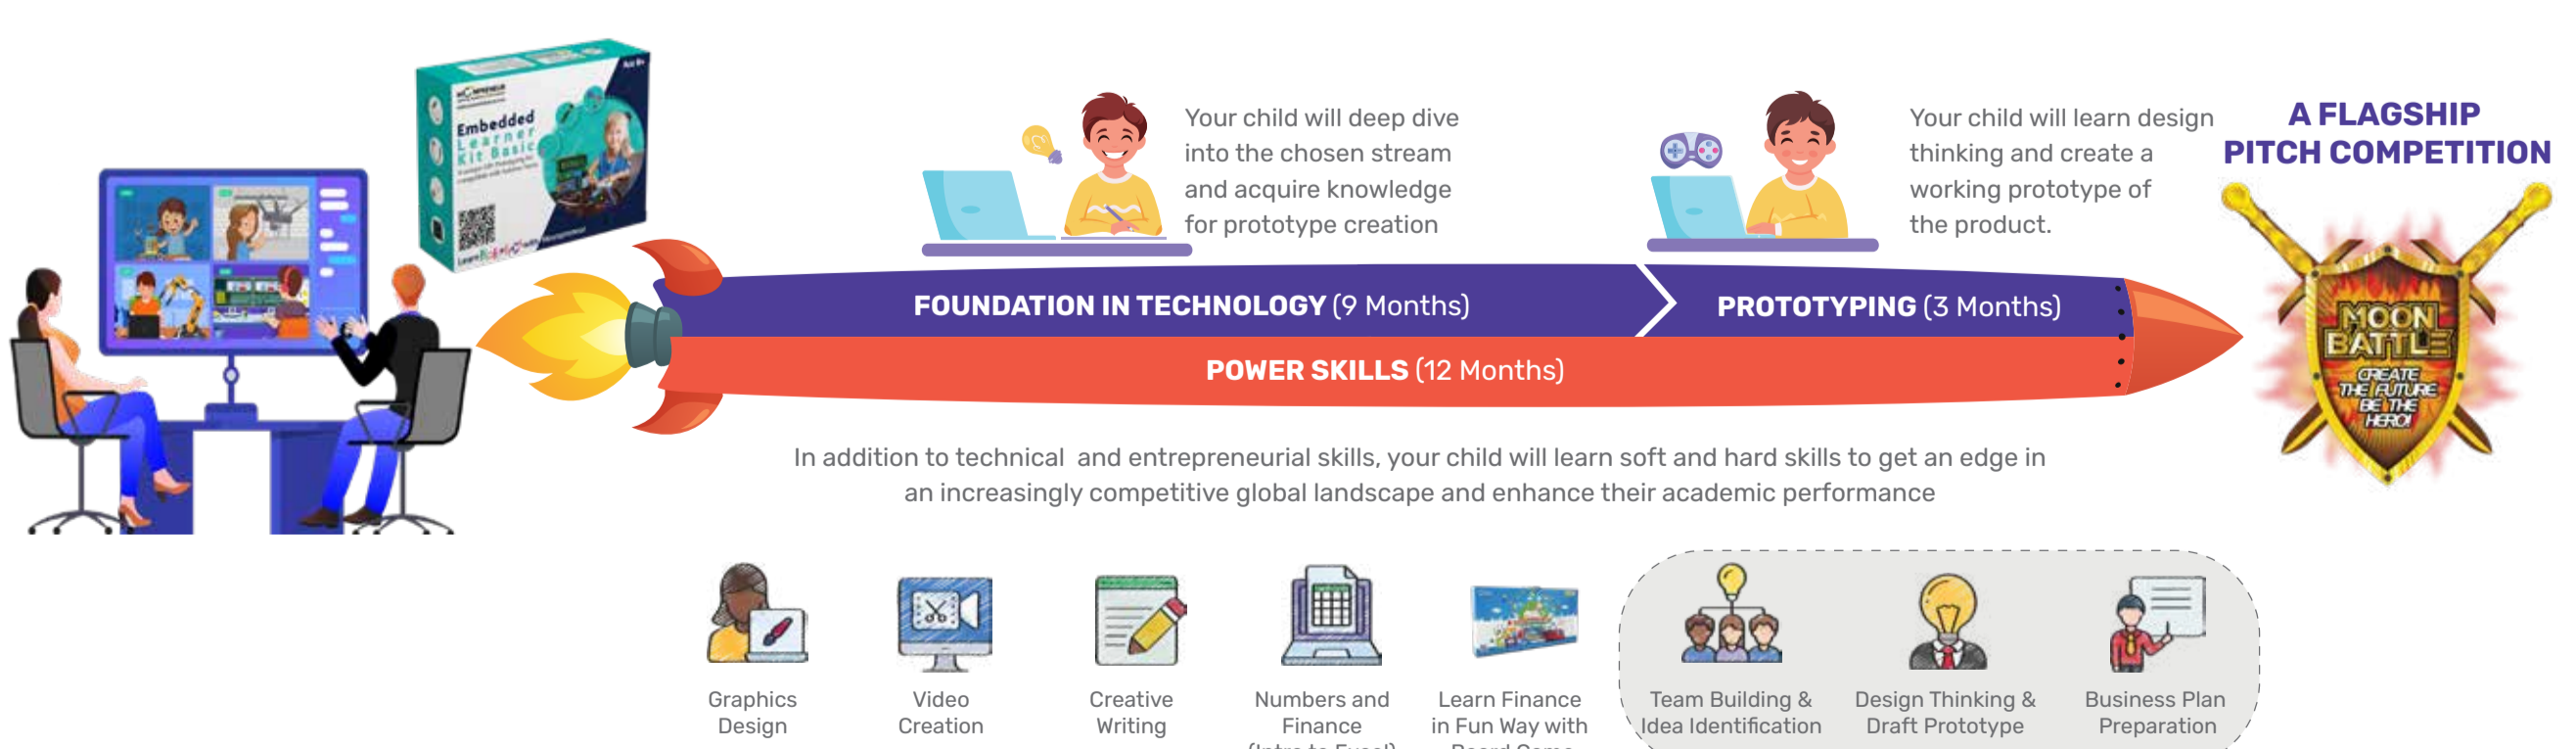 Embedded
Learner
Kit Basic
Your child will deep dive
into the chosen stream
and acquire knowledge
for prototype creation
Your child will learn design
thinking and create a
working prototype of
the product.
A FLAGSHIP
PITCH COMPETITION
FOUNDATION IN TECHNOLOGY (9 Months)
PROTOTYPING (3 Months)
POWER SKILLS (12 Months)
MOON
BATTLE
CREATE
THE FUTURE
BE THE
HERO!
In addition to technical and entrepreneurial skills, your child will learn soft and hard skills to get an edge in
an increasingly competitive global landscape and enhance their academic performance
Graphics
Design
Video
Creation
Creative
Writing
Numbers and
Finance
(Intro to Excel)
Learn Finance
in Fun Way with
Board Game
Team Building &
Idea Identification
Design Thinking &
Draft Prototype
Business Plan
Preparation